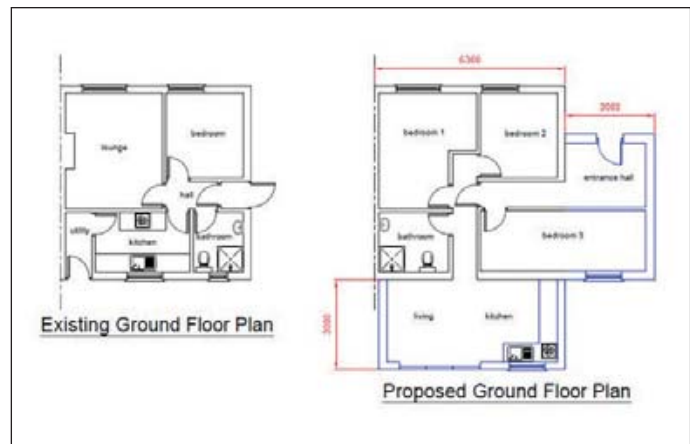 6300
3000
lounge
bedroom
hall
utility
kitchen
bathroom
Existing Ground Floor Plan
bedroom 1
bedroom 2
entrance hall
bathroom
bedroom 3
3000
living
kitchen
Proposed Ground Floor Plan